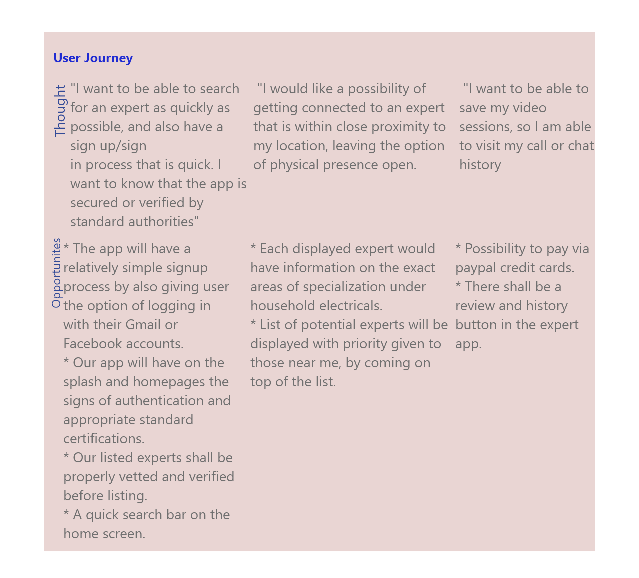 User Journey
Thought
"I want to be able to search
for an expert as quickly as
possible, and also have a
sign up/sign
in process that is quick. I
want to know that the app is
secured or verified by
standard authorities"
"I would like a possibility of
getting connected to an expert
that is within close proximity to
my location, leaving the option
of physical presence open.
"I want to be able to
save my video
sessions, so I am able
to visit my call or chat
history
Opportunites
* The app will have a
relatively simple signup
process by also giving user
the option of logging in
with their Gmail or
Facebook accounts.
* Our app will have on the
splash and homepages the
signs of authentication and
appropriate standard
certifications.
* Our listed experts shall be
properly vetted and verified
before listing.
* A quick search bar on the
home screen.
* Each displayed expert would
have information on the exact
areas of specialization under
household electricals.
* List of potential experts will be
displayed with priority given to
those near me, by coming on
top of the list.
* Possibility to pay via
paypal credit cards.
* There shall be a
review and history
button in the expert
app.